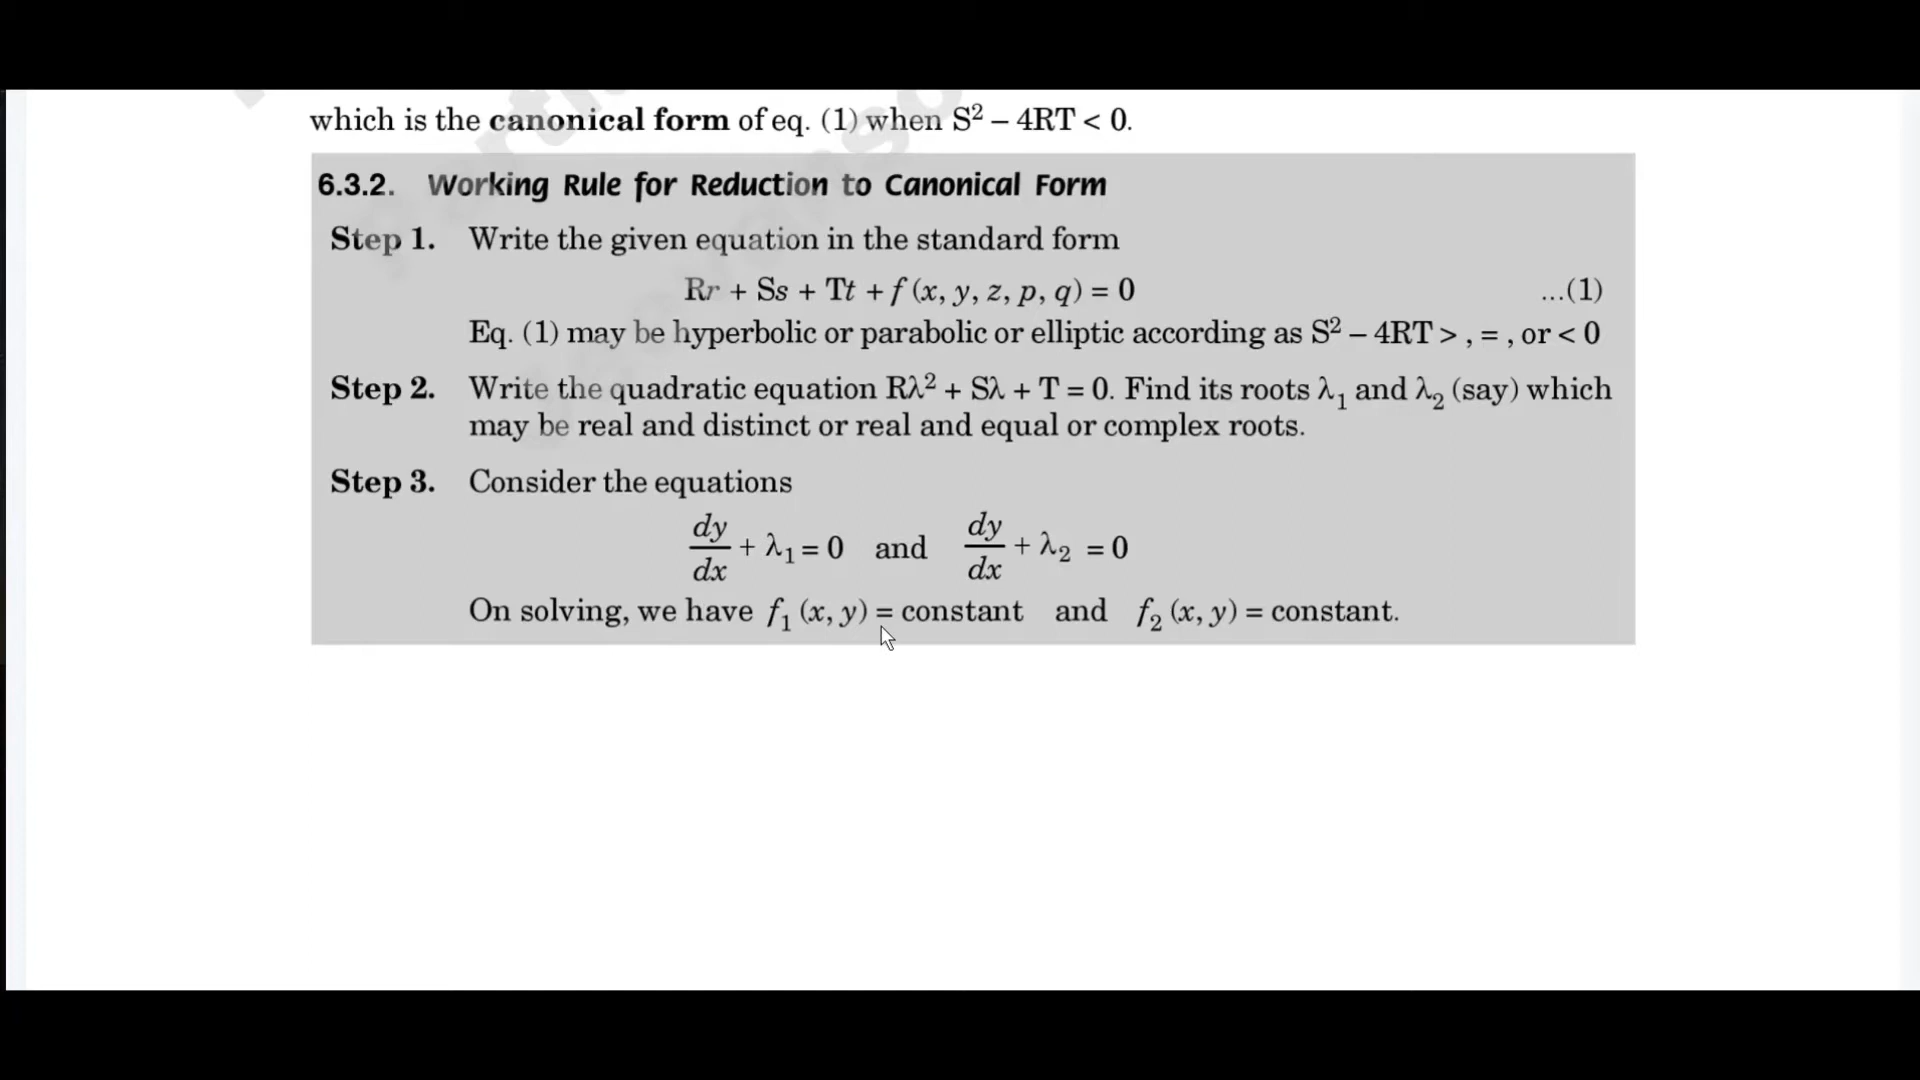 which is the canonical form of eq. (1) when S² – 4RT < 0.
6.3.2. Working Rule for Reduction to Canonical Form
Step 1. Write the given equation in the standard form
Rr + Ss + Tt + f (x, y, z, p, q) = 0 ...(1)
Eq. (1) may be hyperbolic or parabolic or elliptic according as S² – 4RT > , = , or < 0
Step 2. Write the quadratic equation Rλ² + Sλ + T = 0. Find its roots λ₁ and λ₂ (say) which
may be real and distinct or real and equal or complex roots.
Step 3. Consider the equations
dy/dx + λ₁ = 0 and dy/dx + λ₂ = 0
On solving, we have f₁ (x, y) = constant and f₂ (x, y) = constant.